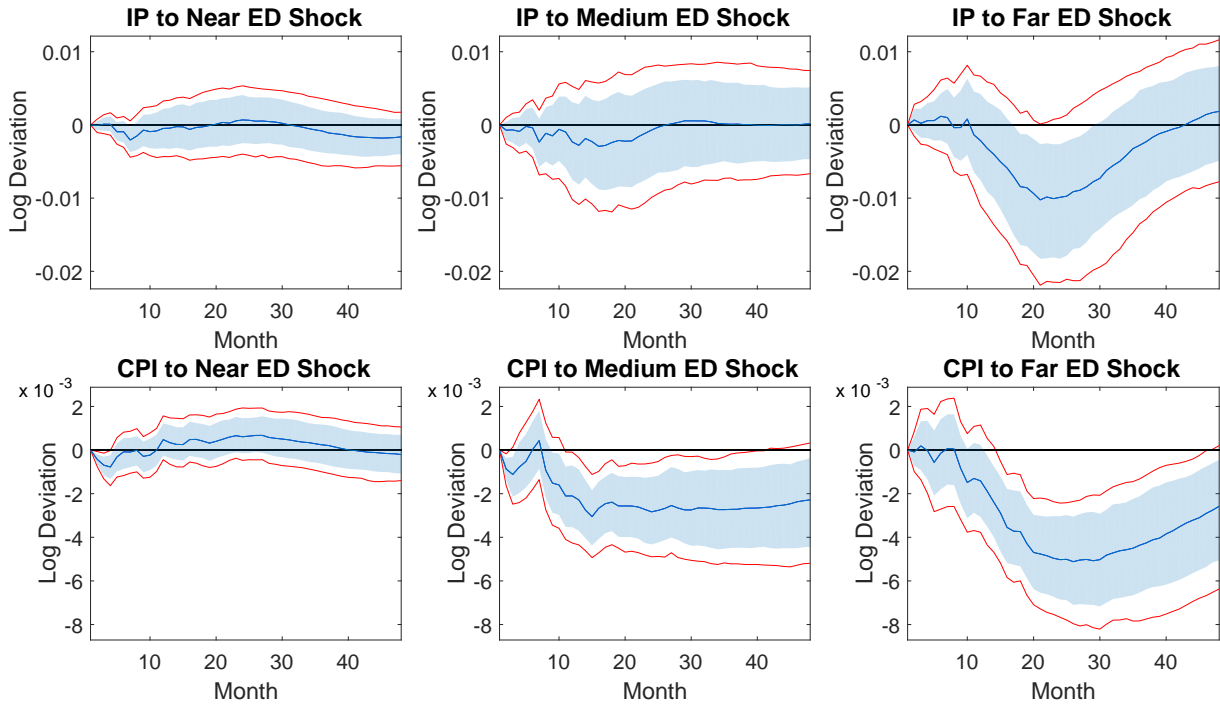 IP to Near ED Shock
0.01
0
-0.01
-0.02
Log Deviation
10 20 30 40
Month
IP to Medium ED Shock
0.01
0
-0.01
-0.02
Log Deviation
10 20 30 40
Month
IP to Far ED Shock
0.01
0
-0.01
-0.02
Log Deviation
10 20 30 40
Month
CPI to Near ED Shock
x 10 -3
2
0
-2
-4
-6
-8
Log Deviation
10 20 30 40
Month
CPI to Medium ED Shock
x 10 -3
2
0
-2
-4
-6
-8
Log Deviation
10 20 30 40
Month
CPI to Far ED Shock
x 10 -3
2
0
-2
-4
-6
-8
Log Deviation
10 20 30 40
Month